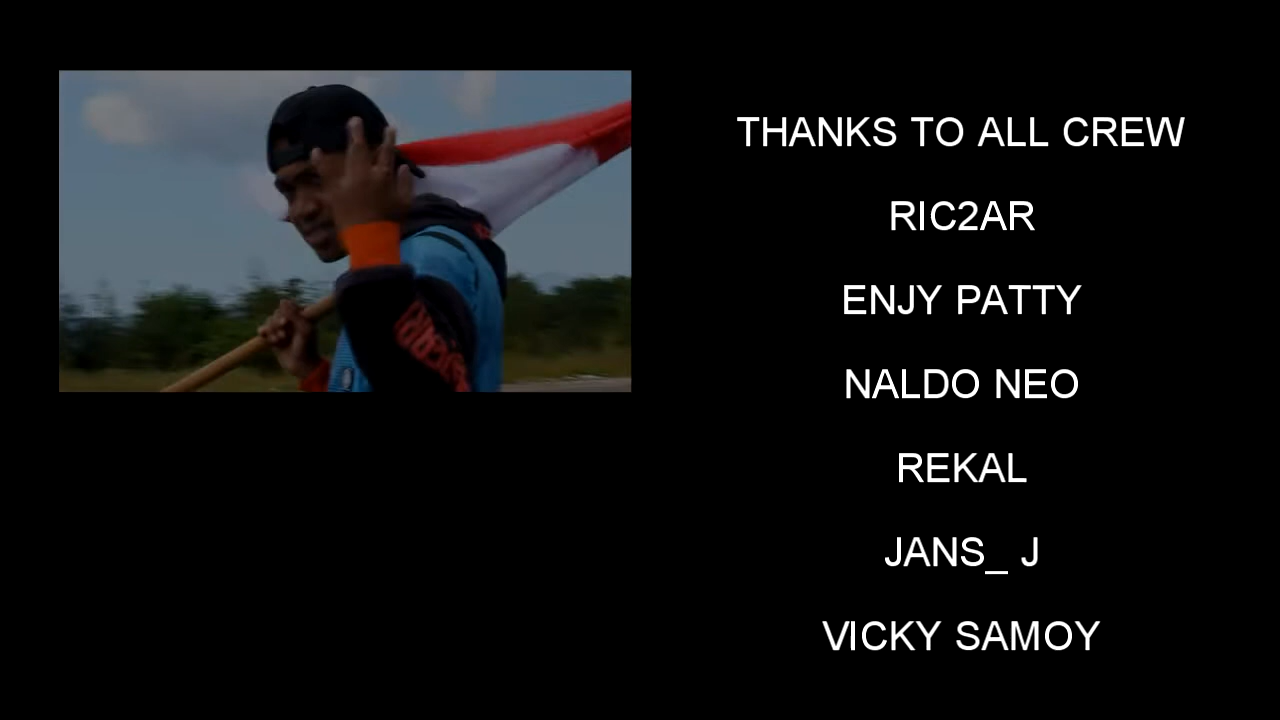 THANKS TO ALL CREW
RIC2AR
ENJY PATTY
NALDO NEO
REKAL
JANS_ J
VICKY SAMOY